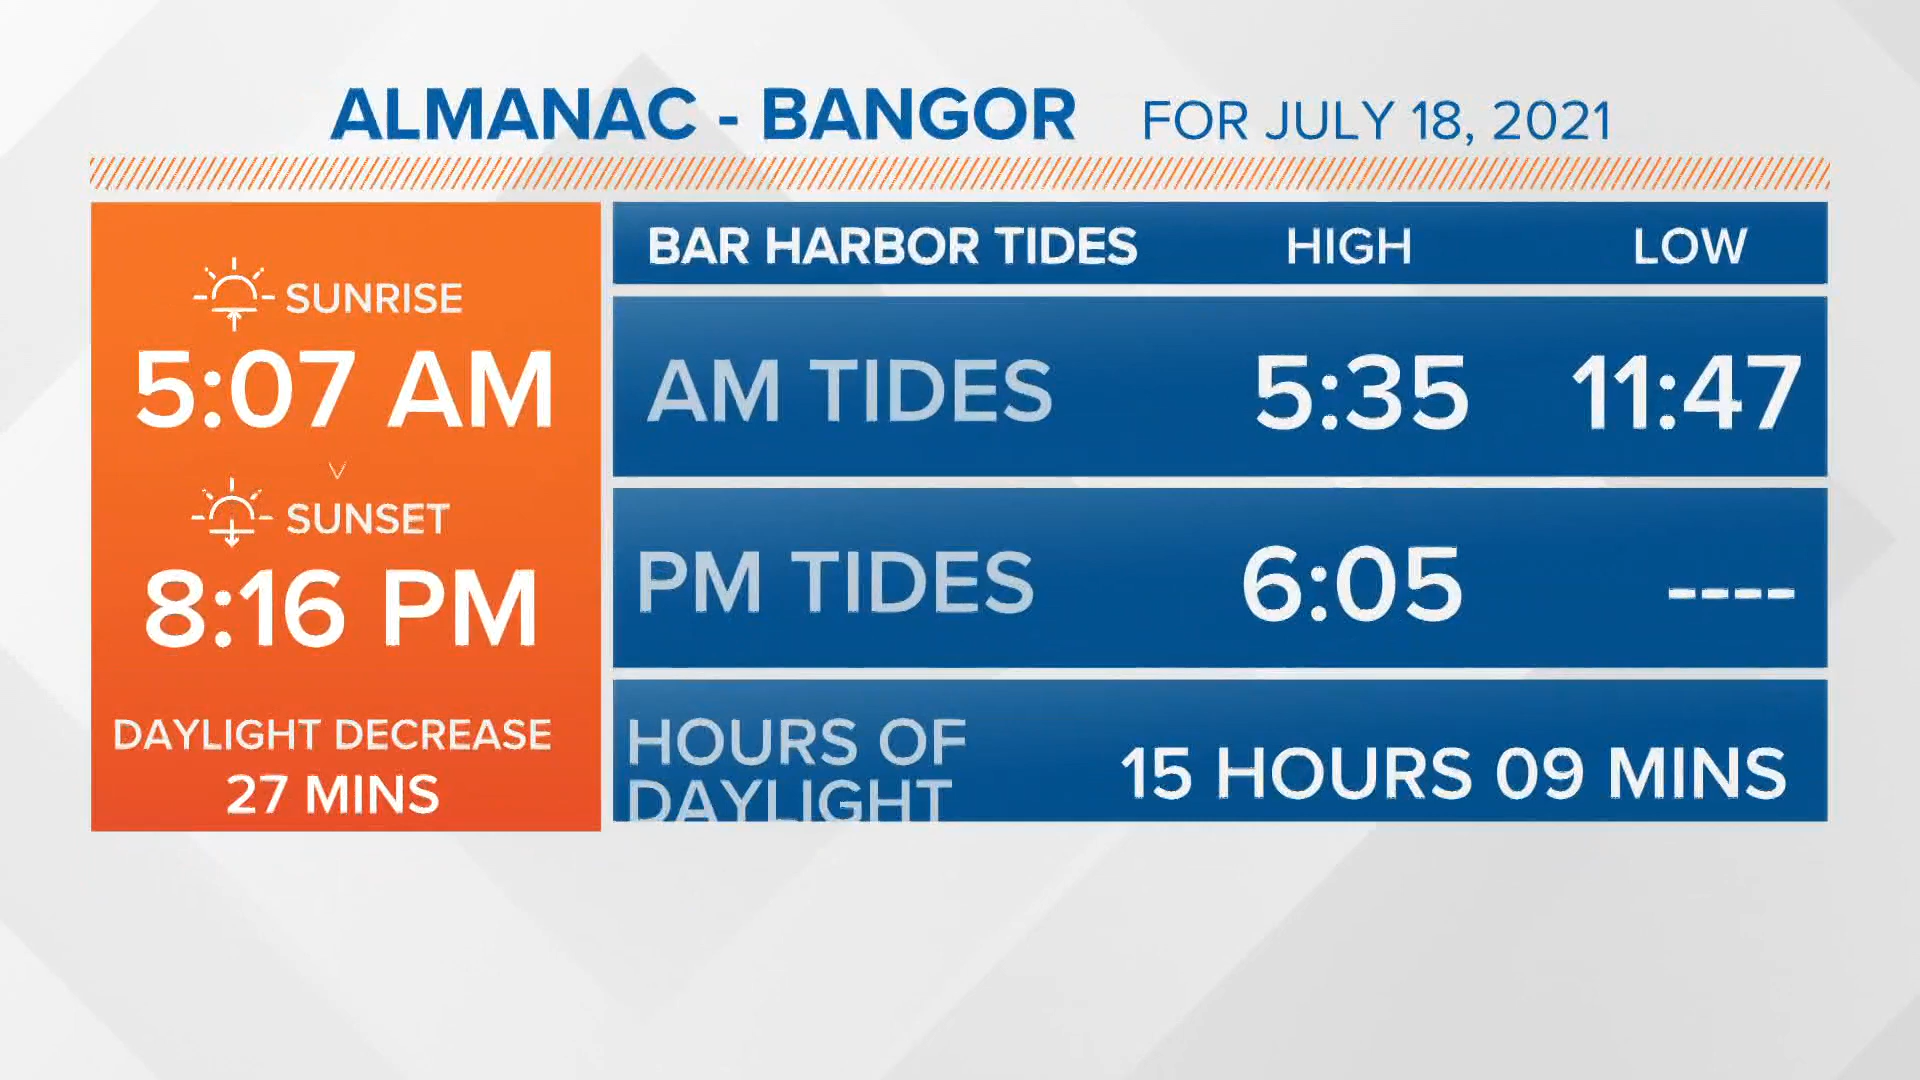 ALMANAC - BANGOR FOR JULY 18, 2021
SUNRISE
5:07 AM
SUNSET
8:16 PM
DAYLIGHT DECREASE
27 MINS
BAR HARBOR TIDES HIGH LOW
AM TIDES 5:35 11:47
PM TIDES 6:05 ----
HOURS OF
DAYLIGHT
15 HOURS 09 MINS